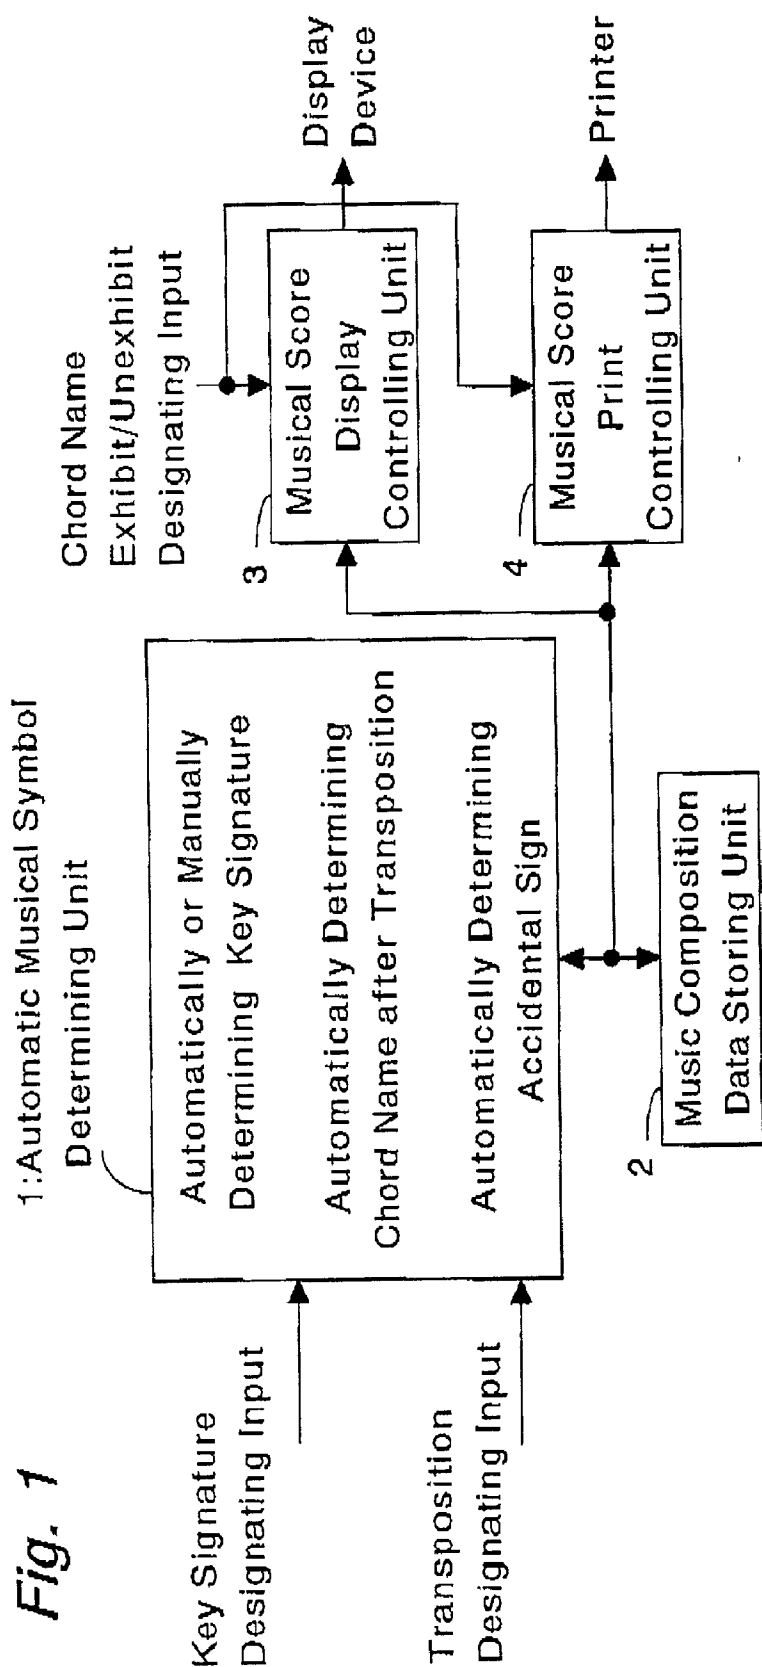 Fig. 1
1:Automatic Musical Symbol
Determining Unit
Key Signature
Designating Input
Transposition
Designating Input
Automatically or Manually
Determining Key Signature
Automatically Determining
Chord Name after Transposition
Automatically Determining
Accidental Sign
2
Music Composition
Data Storing Unit
Chord Name
Exhibit/Unexhibit
Designating Input
3
Musical Score
Display
Controlling Unit
Display
Device
4
Musical Score
Print
Controlling Unit
Printer